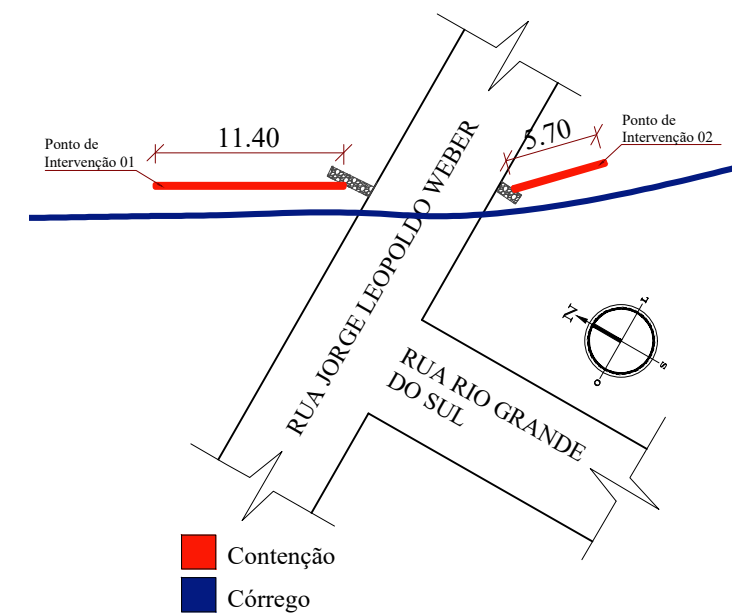 Ponto de
Intervenção 01
11.40
5.70
Ponto de
Intervenção 02
RUA JORGE LEOPOLDO WEBER
RUA RIO GRANDE
DO SUL
N
L
S
O
Contenção
Córrego